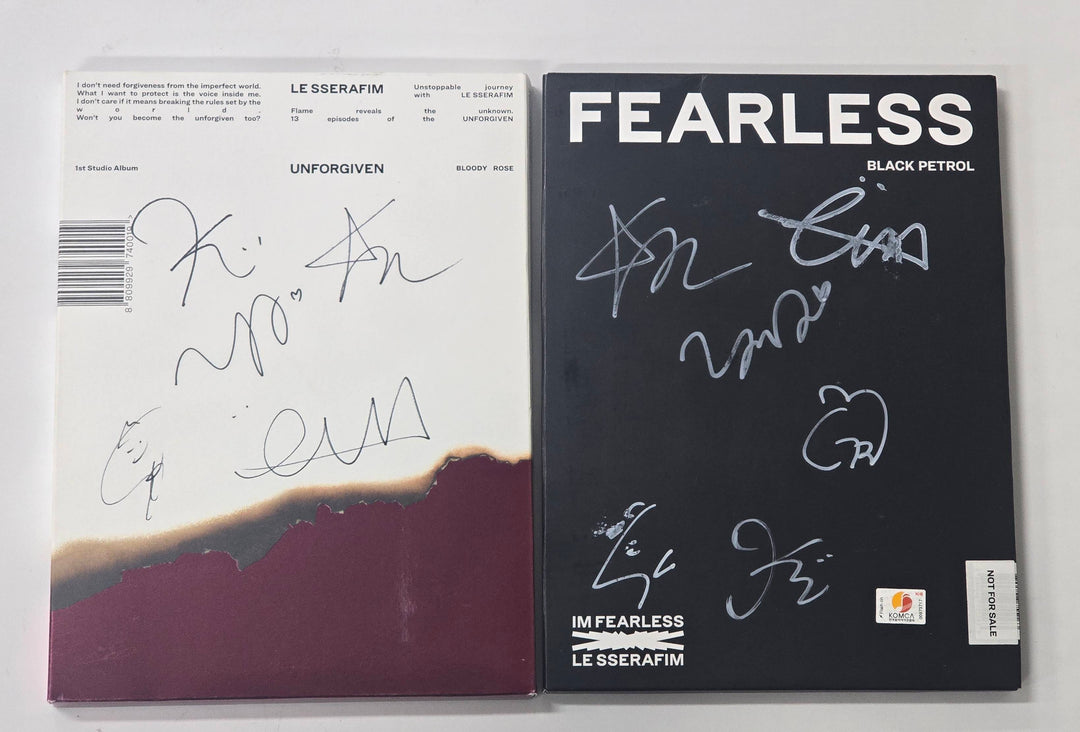 I don't need forgiveness from the imperfect world.
What I want to protect is the voice inside me.
I don't care if it means breaking the rules set by the
w o r l d .
Won't you become the unforgiven too?
LE SSERAFIM
Unstoppable journey
with LE SSERAFIM
Flame reveals the unknown.
13 episodes of the UNFORGIVEN
1st Studio Album
UNFORGIVEN
BLOODY ROSE
8 809929 740019 >
FEARLESS
BLACK PETROL
IM FEARLESS
LE SSERAFIM
KOMCA
NOT FOR SALE